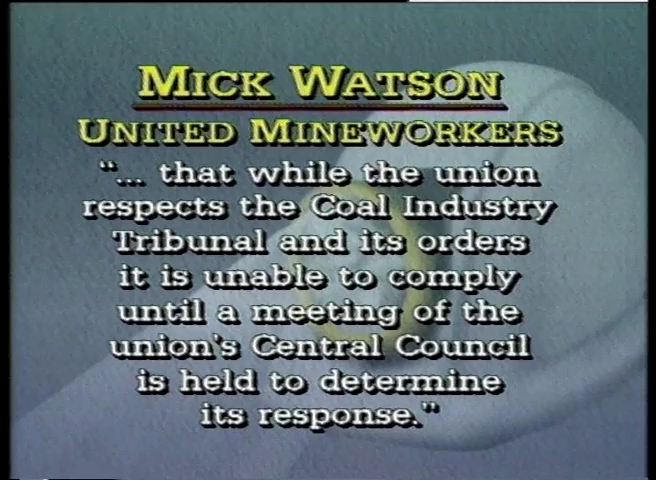 MICK WATSON
UNITED MINEWORKERS
"... that while the union
respects the Coal Industry
Tribunal and its orders
it is unable to comply
until a meeting of the
union's Central Council
is held to determine
its response."